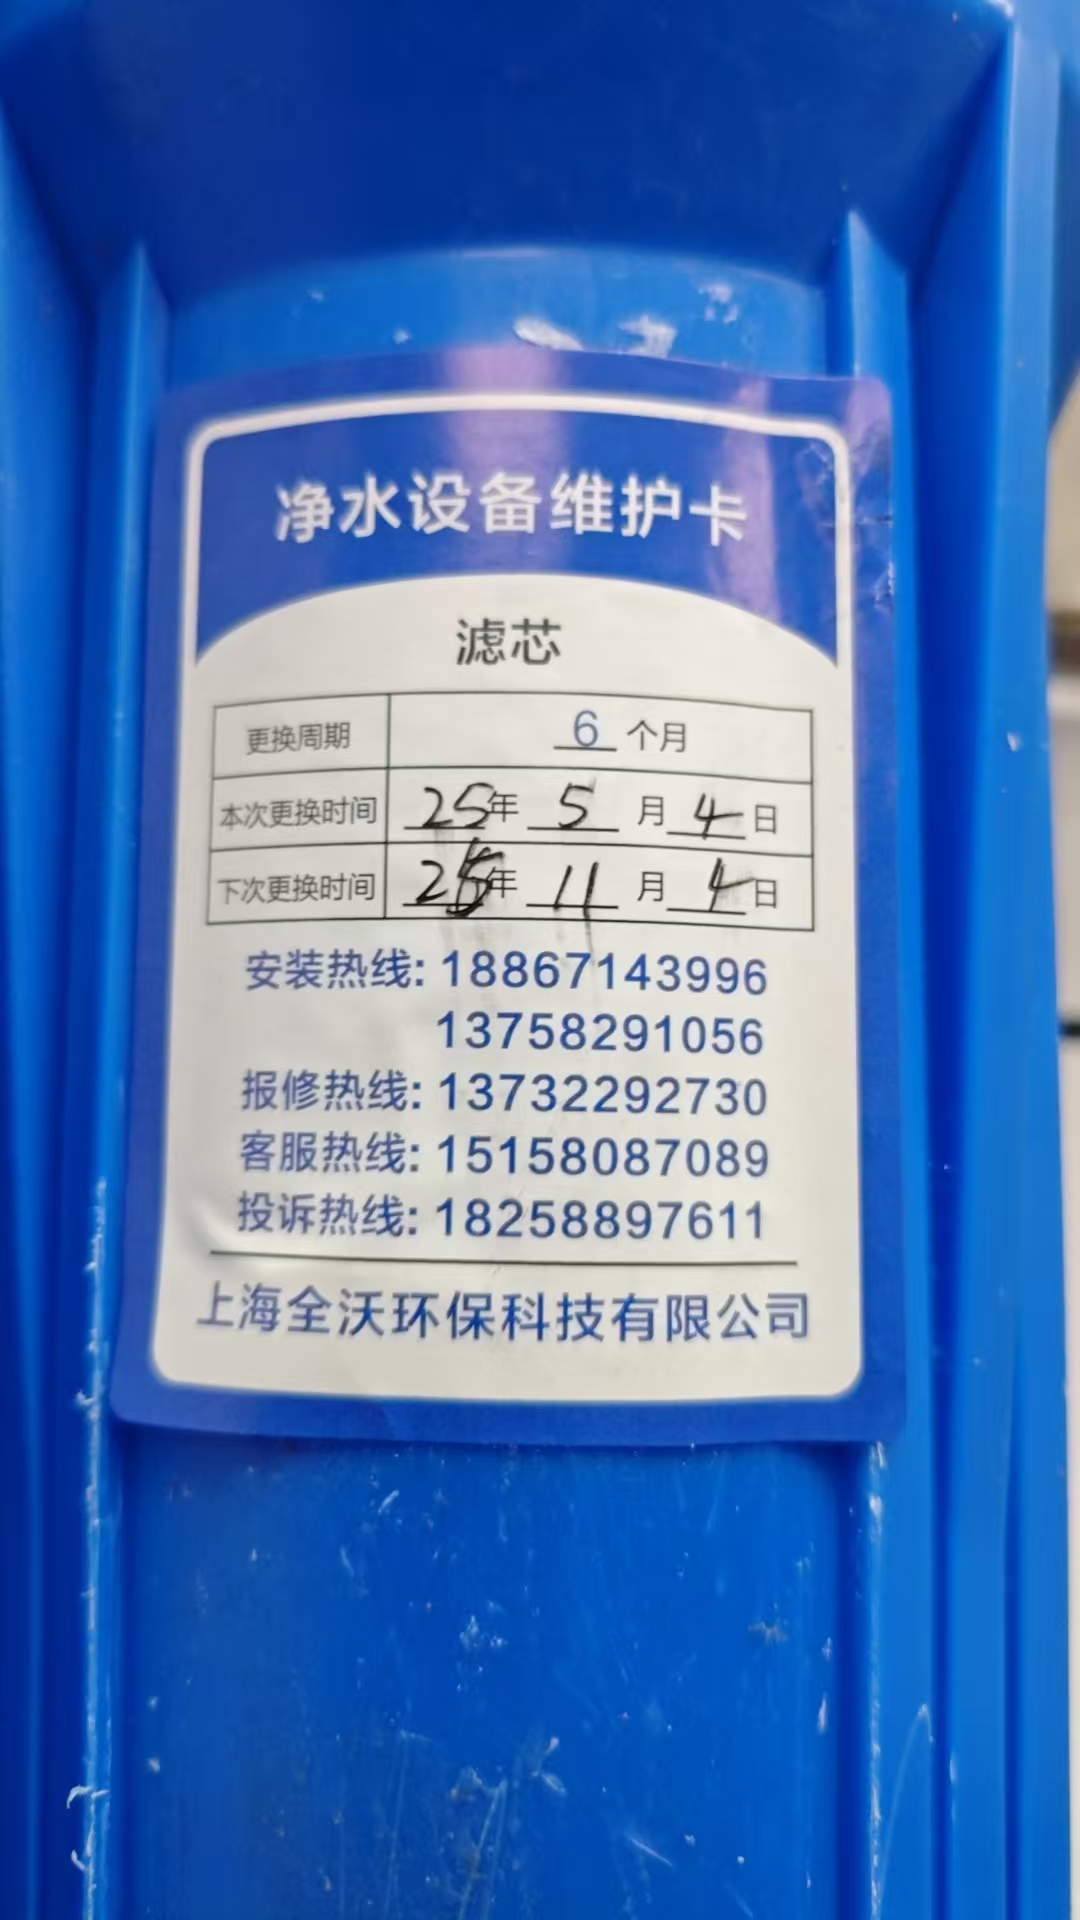 净水设备维护卡
滤芯
更换周期 6 个月
本次更换时间 25年 5 月 4 日
下次更换时间 25年 11 月 4 日
安装热线: 18867143996
13758291056
报修热线: 13732292730
客服热线: 15158087089
投诉热线: 18258897611
上海全沃环保科技有限公司